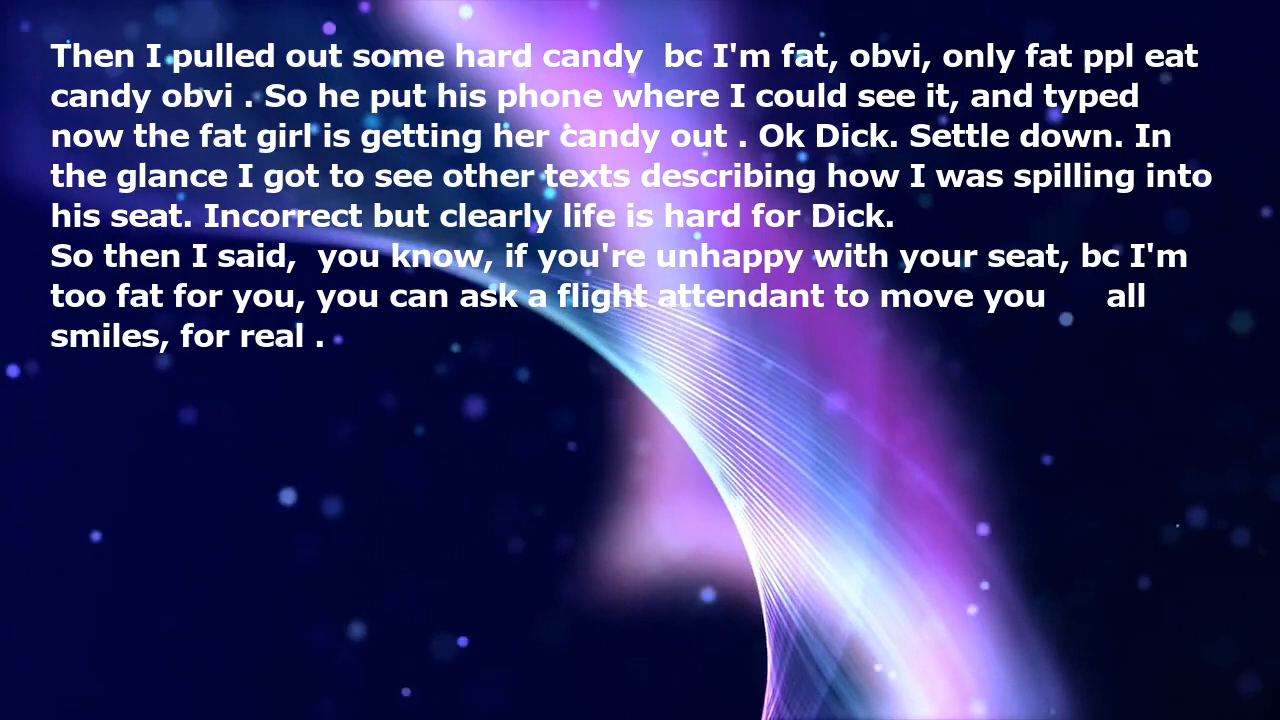 Then I pulled out some hard candy  bc I'm fat, obvi, only fat ppl eat
candy obvi . So he put his phone where I could see it, and typed
now the fat girl is getting her candy out . Ok Dick. Settle down. In
the glance I got to see other texts describing how I was spilling into
his seat. Incorrect but clearly life is hard for Dick.
So then I said,  you know, if you're unhappy with your seat, bc I'm
too fat for you, you can ask a flight attendant to move you      all
smiles, for real .